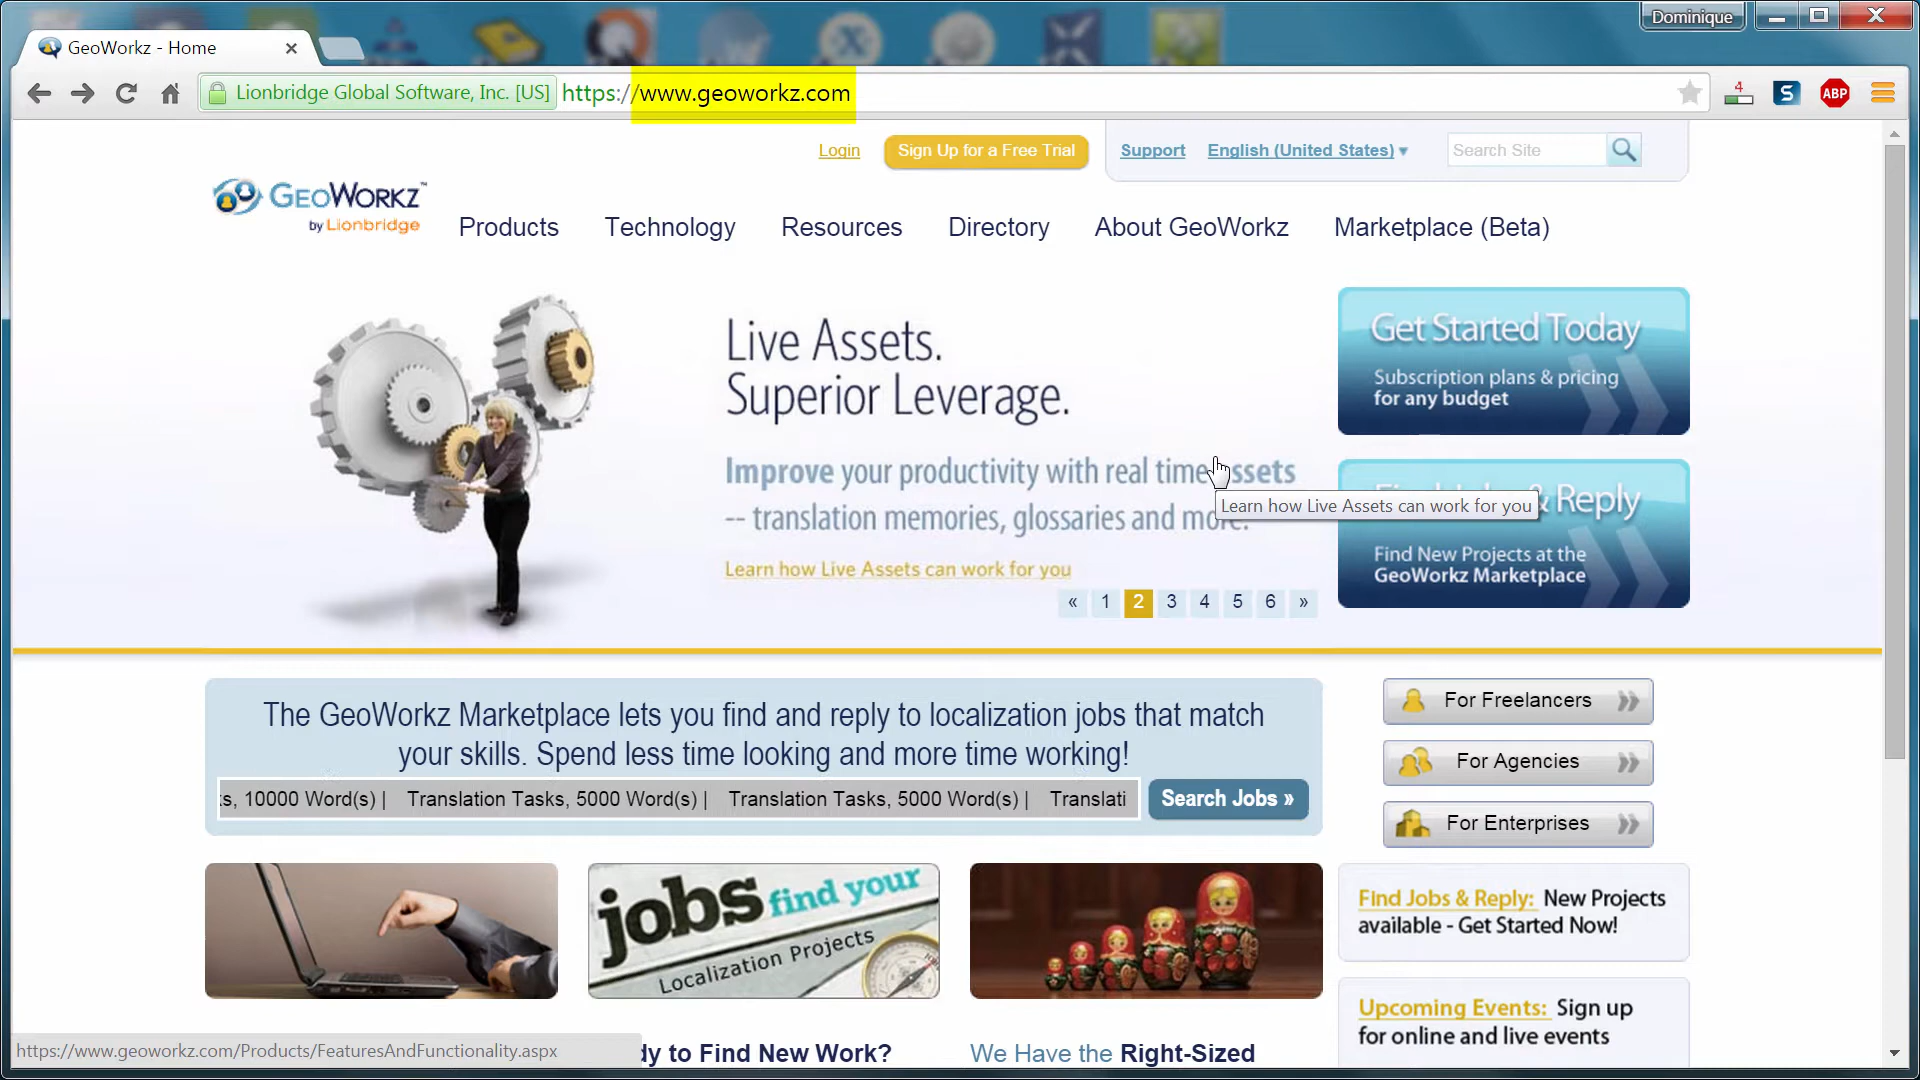 Dominique
GeoWorkz - Home
Lionbridge Global Software, Inc. [US] https://www.geoworkz.com
4 S ABP
Login Sign Up for a Free Trial Support English (United States) Search Site
GEOWORKZ™
by Lionbridge
Products Technology Resources Directory About GeoWorkz Marketplace (Beta)
Live Assets.
Superior Leverage.
Improve your productivity with real time assets
-- translation memories, glossaries and more.
Learn how Live Assets can work for you
« 1 2 3 4 5 6 »
Get Started Today
Subscription plans & pricing
for any budget
& Reply
Learn how Live Assets can work for you
Find New Projects at the
GeoWorkz Marketplace
The GeoWorkz Marketplace lets you find and reply to localization jobs that match
your skills. Spend less time looking and more time working!
s, 10000 Word(s) | Translation Tasks, 5000 Word(s) | Translation Tasks, 5000 Word(s) | Translati
Search Jobs »
For Freelancers
For Agencies
For Enterprises
jobs find your
Localization Projects
Find Jobs & Reply: New Projects
available - Get Started Now!
Upcoming Events: Sign up
for online and live events
https://www.geoworkz.com/Products/FeaturesAndFunctionality.aspx
dy to Find New Work?
We Have the Right-Sized